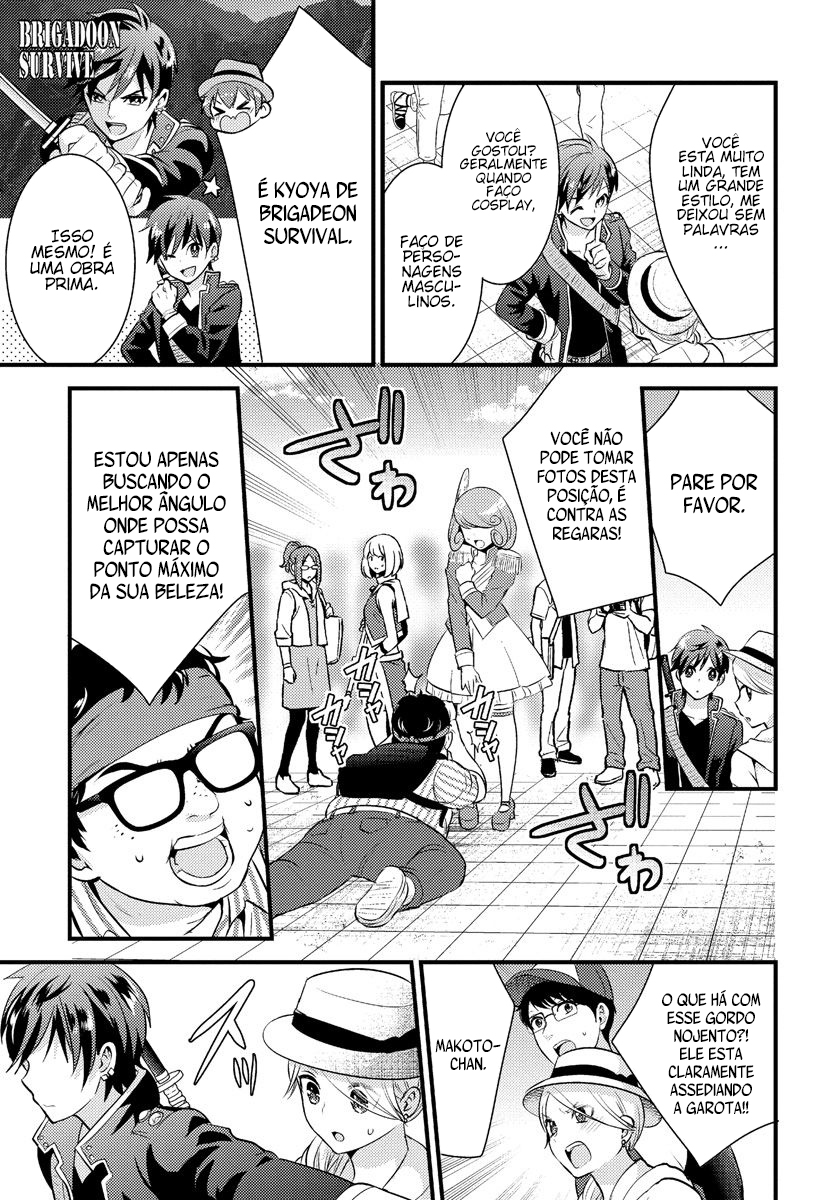 VOCÊ
ESTA MUITO
LINDA, TEM
UM GRANDE
ESTILO, ME
DEIXOU SEM
PALAVRAS
...
VOCÊ
GOSTOU?
GERALMENTE
QUANDO
FAÇO
COSPLAY,
FAÇO DE
PERSO-
NAGENS
MASCU-
LINOS.
BRIGADOON
SURVIVE
É KYOYA DE
BRIGADEON
SURVIVAL.
ISSO
MESMO! É
UMA OBRA
PRIMA.
PARE POR
FAVOR.
VOCÊ NÃO
PODE TOMAR
FOTOS DESTA
POSIÇÃO, É
CONTRA AS
REGARAS!
ざわ
カシャ
カシャ
ざわ
ESTOU APENAS
BUSCANDO O
MELHOR ÂNGULO
ONDE POSSA
CAPTURAR O
PONTO MÁXIMO
DA SUA BELEZA!
O QUE HÁ COM
ESSE GORDO
NOJENTO?!
ELE ESTA
CLARAMENTE
ASSEDIANDO
A GAROTA!!
MAKOTO-
CHAN.